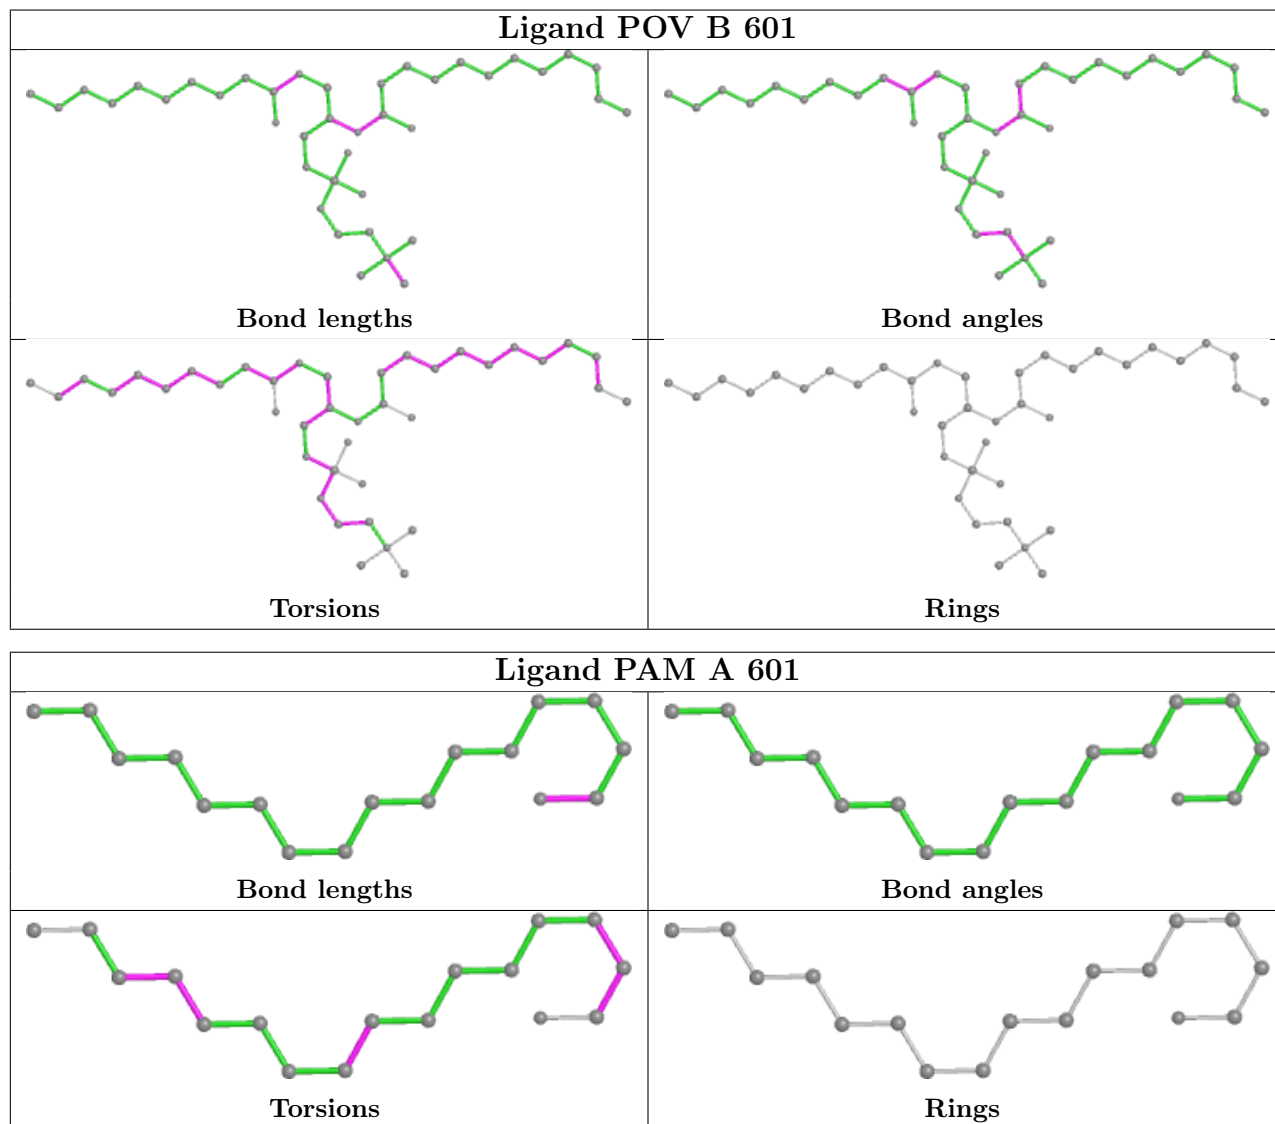 Ligand POV B 601
Bond lengths
Bond angles
Torsions
Rings
Ligand PAM A 601
Bond lengths
Bond angles
Torsions
Rings